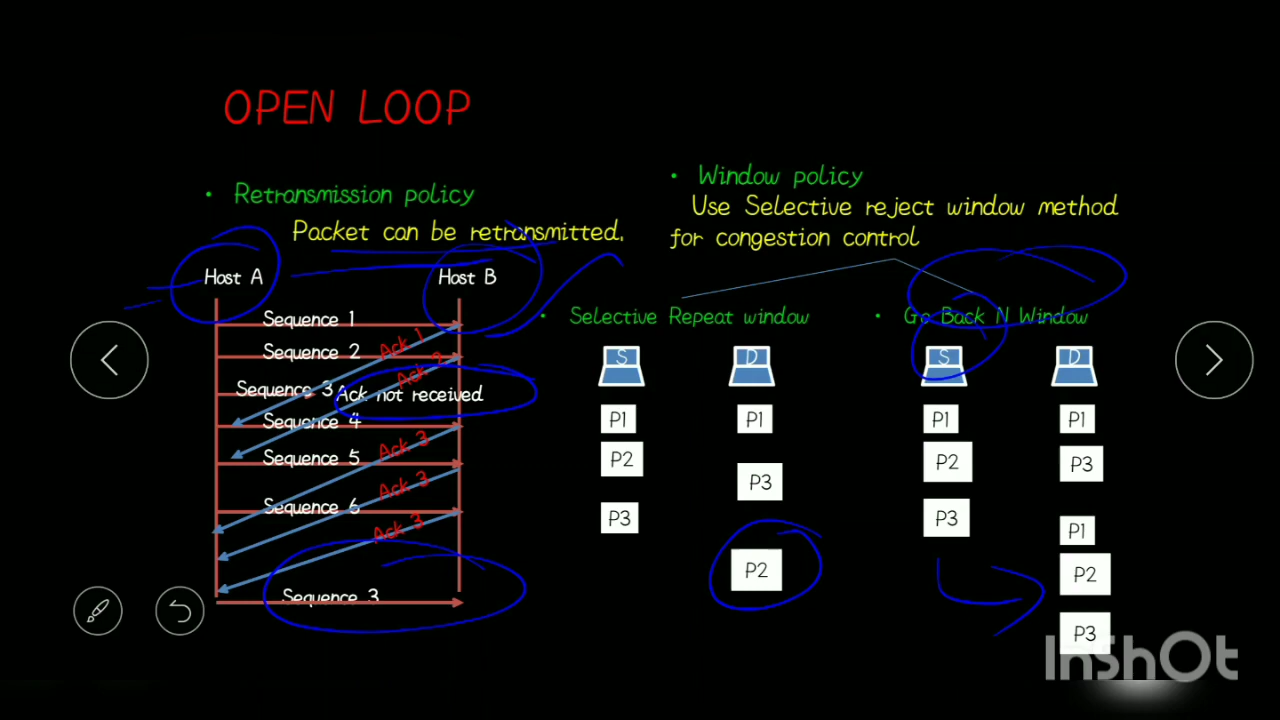 OPEN LOOP
• Retransmission policy
Packet can be retransmitted.
Host A
Host B
Sequence 1
Ack 1
Sequence 2
Ack 2
Sequence 3
Ack not received
Sequence 4
Ack 3
Sequence 5
Ack 3
Sequence 6
Ack 3
Sequence 3
• Window policy
Use Selective reject window method
for congestion control
• Selective Repeat window
S
D
P1
P1
P2
P3
P3
P2
• Go Back N Window
S
D
P1
P1
P2
P3
P3
P1
P2
P3
InShOt